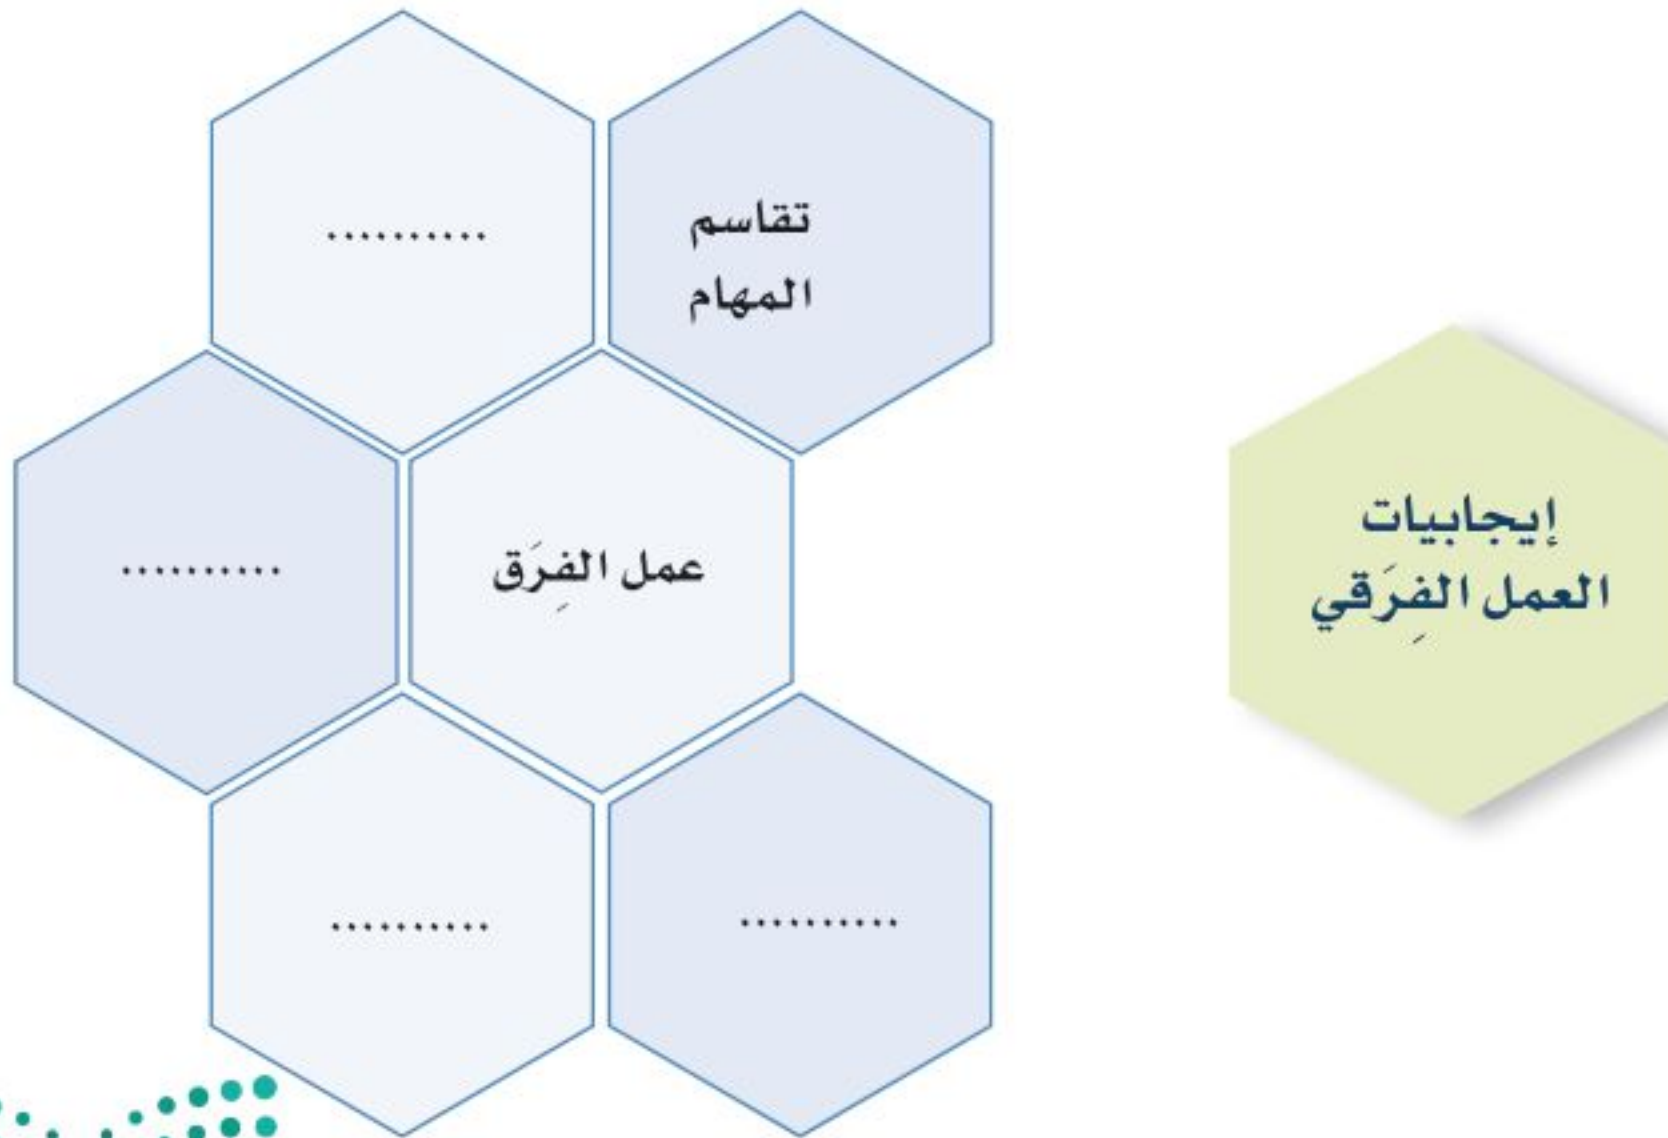 إيجابيات
العمل الفِرَقي
تقاسم
المهام
..........
عمل الفِرَق
..........
..........
..........